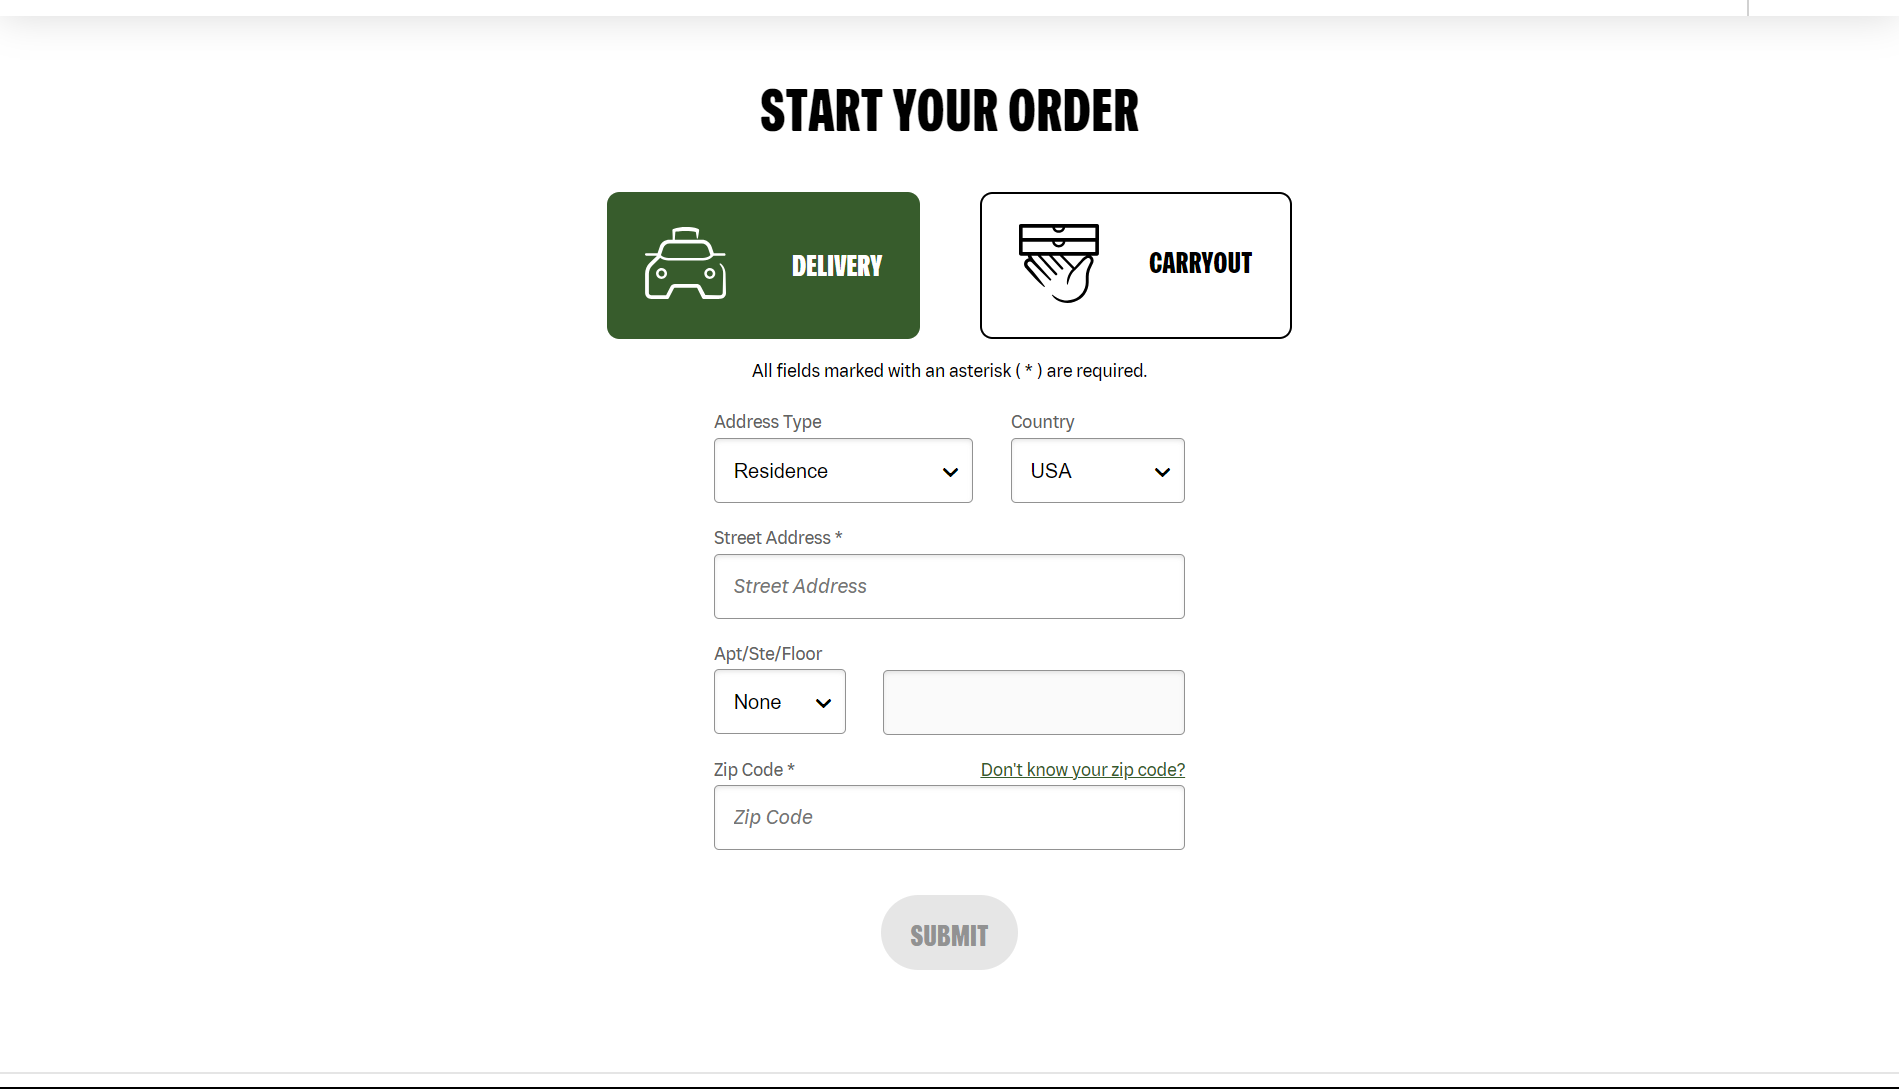 START YOUR ORDER
DELIVERY
CARRYOUT
All fields marked with an asterisk ( * ) are required.
Address Type
Country
Residence
USA
Street Address *
Street Address
Apt/Ste/Floor
None
Zip Code *
Don't know your zip code?
Zip Code
SUBMIT